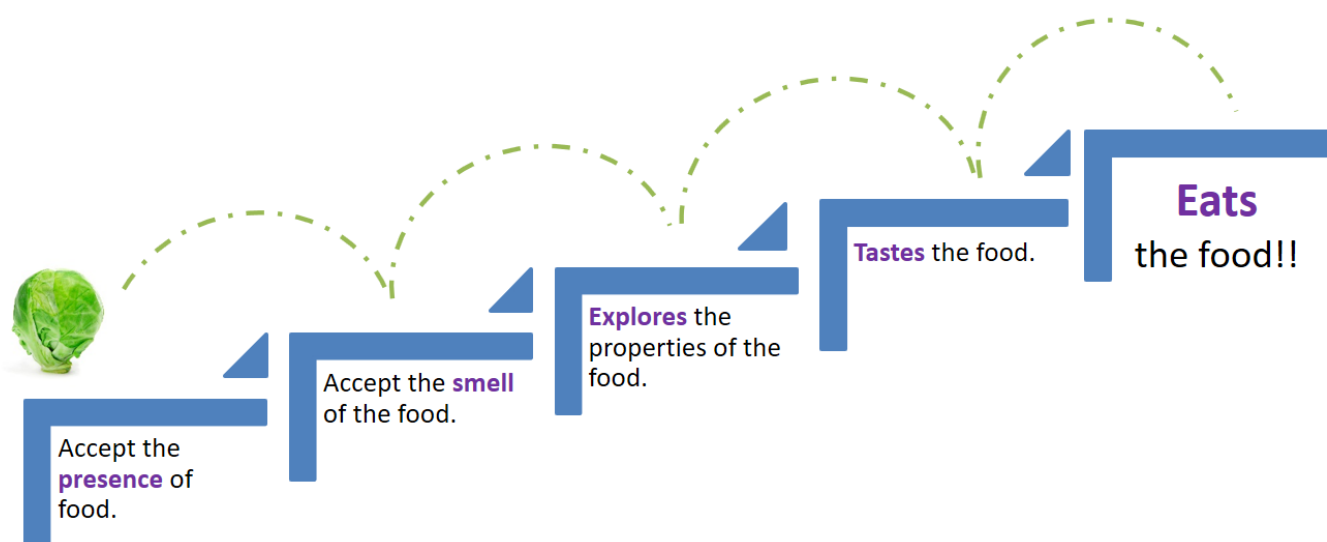 Accept the
presence of
food.
Accept the smell
of the food.
Explores the
properties of the
food.
Tastes the food.
Eats
the food!!